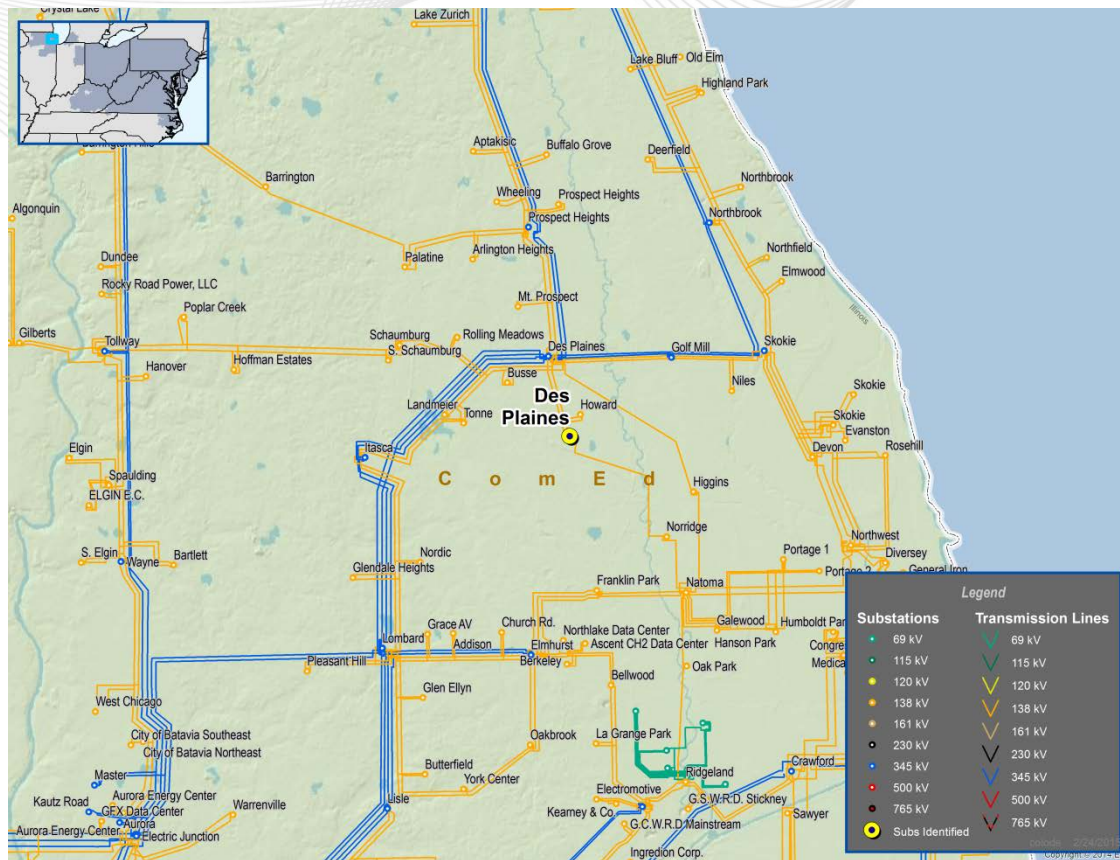 Crystal Lake
Lake Zurich
Lake Bluff
Old Elm
Highland Park
Aptakisic
Buffalo Grove
Deerfield
Barrington
Northbrook
Wheeling
Prospect Heights
Algonquin
Prospect Heights
Northbrook
Arlington Heights
Northfield
Palatine
Dundee
Elmwood
Rocky Road Power, LLC
Mt. Prospect
Poplar Creek
Illinois
Gilberts
Tollway
Schaumburg
Rolling Meadows
S. Schaumburg
Des Plaines
Golf Mill
Skokie
Hoffman Estates
Hanover
Busse
Niles
Des
Plaines
Skokie
Landmeier
Tonne
Howard
Skokie
Evanston
Elgin
Itasca
Devon
Rosehill
Spaulding
ComEd
ELGIN E.C.
Higgins
Norridge
Northwest
S. Elgin
Wayne
Bartlett
Nordic
Portage 1
Diversey
Glendale Heights
Portage 2
General Iron
Franklin Park
Natoma
Galewood
Hanson Park
Humboldt Par
Grace AV
Church Rd.
Northlake Data Center
Lombard
Addison
Elmhurst
Ascent CH2 Data Center
Congre
Pleasant Hill
Berkeley
Oak Park
Medica
Bellwood
West Chicago
Glen Ellyn
City of Batavia Southeast
Oakbrook
La Grange Park
City of Batavia Northeast
Master
Butterfield
Ridgeland
Crawford
Aurora Energy Center
York Center
Electromotive
Kautz Road
GFX Data Center
Warrenville
Lisle
Kearney & Co.
G.S.W.R.D. Stickney
Aurora Energy Center
Aurora
G.C.W.R.D Mainstream
Sawyer
Electric Junction
Ingredion Corp.
Legend
Substations
69 kV
115 kV
120 kV
138 kV
161 kV
230 kV
345 kV
500 kV
765 kV
Subs Identified
Transmission Lines
69 kV
115 kV
120 kV
138 kV
161 kV
230 kV
345 kV
500 kV
765 kV